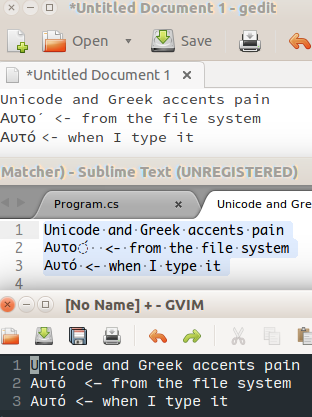 *Untitled Document 1 - gedit
Open Save
*Untitled Document 1 ×
Unicode and Greek accents pain
Αυτο´ <- from the file system
Αυτό <- when I type it
Matcher) - Sublime Text (UNREGISTERED)
Program.cs × Unicode and Greek
1 Unicode and Greek accents pain
2 Αυτο◌́ <- from the file system
3 Αυτό <- when I type it
4
[No Name] + - GVIM
1 Unicode and Greek accents pain
2 Αυτό <- from the file system
3 Αυτό <- when I type it